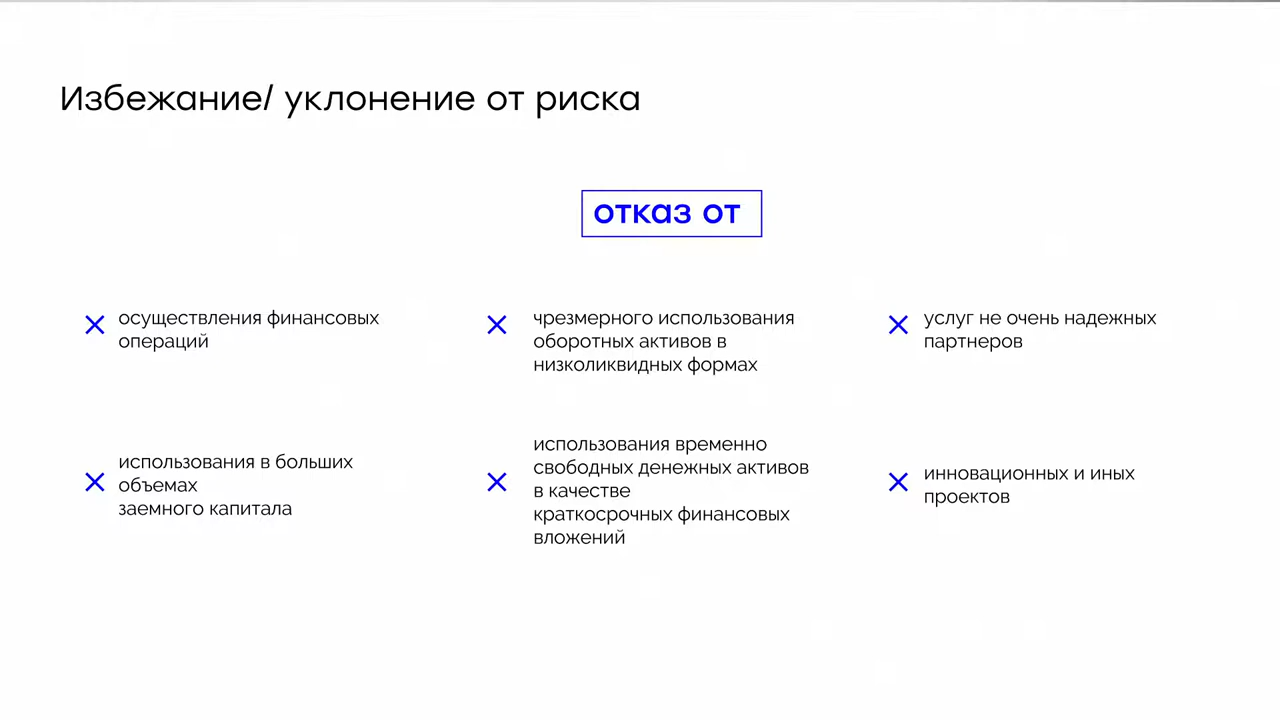 Избежание/ уклонение от риска
отказ от
осуществления финансовых
операций
чрезмерного использования
оборотных активов в
низколиквидных формах
услуг не очень надежных
партнеров
использования в больших
объемах
заемного капитала
использования временно
свободных денежных активов
в качестве
краткосрочных финансовых
вложений
инновационных и иных
проектов